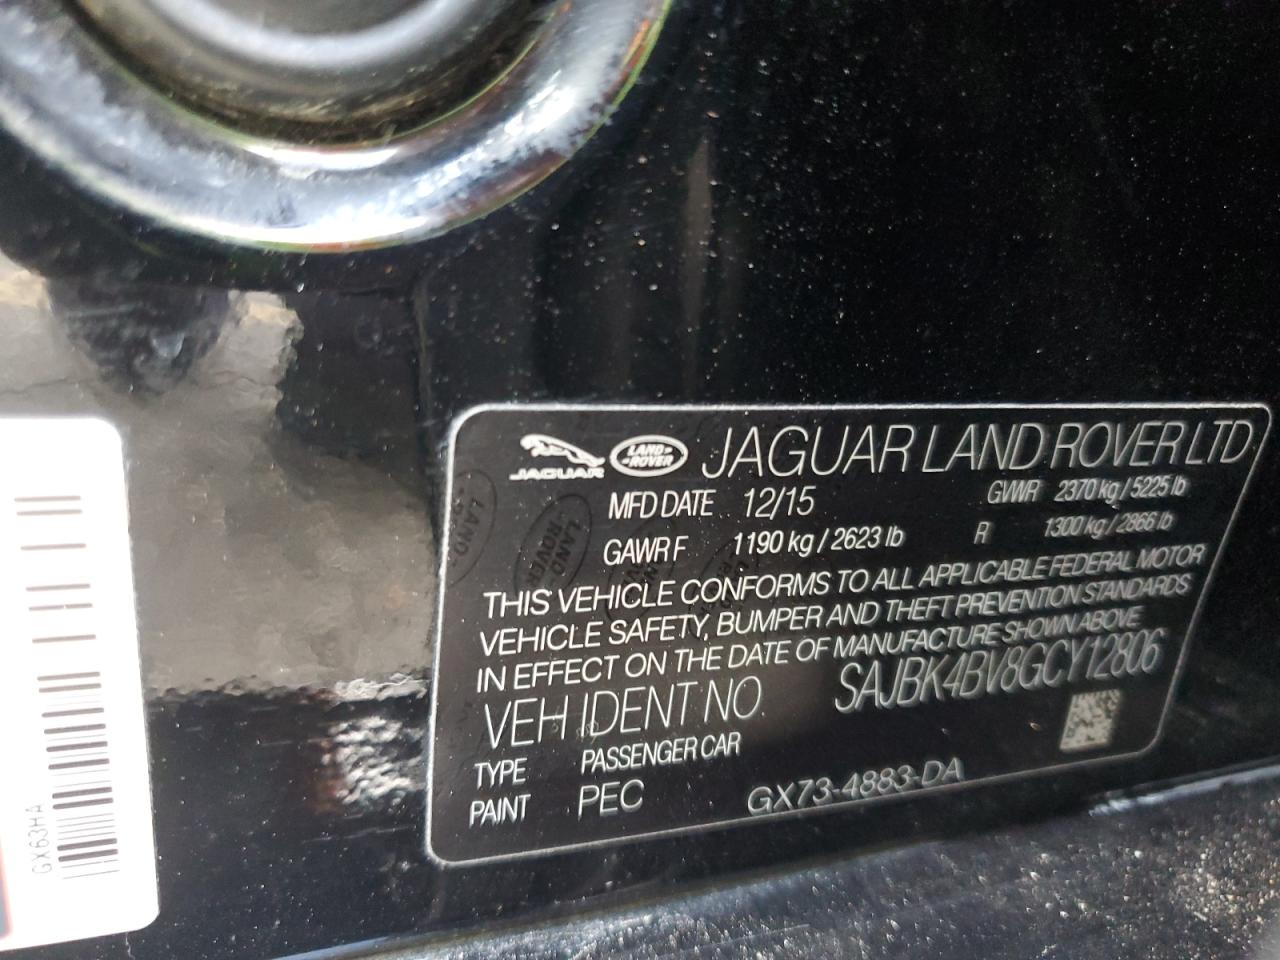 JAGUAR LAND ROVER JAGUAR LAND ROVER LTD
MFD DATE 12/15 GVWR 2370 kg / 5225 lb
GAWR F 1190 kg / 2623 lb R 1300 kg / 2866 lb
THIS VEHICLE CONFORMS TO ALL APPLICABLE FEDERAL MOTOR
VEHICLE SAFETY, BUMPER AND THEFT PREVENTION STANDARDS
IN EFFECT ON THE DATE OF MANUFACTURE SHOWN ABOVE
VEH IDENT NO. SAJBK4BV8GCY12806
TYPE PASSENGER CAR
PAINT PEC GX73-4883-DA
GX63HA